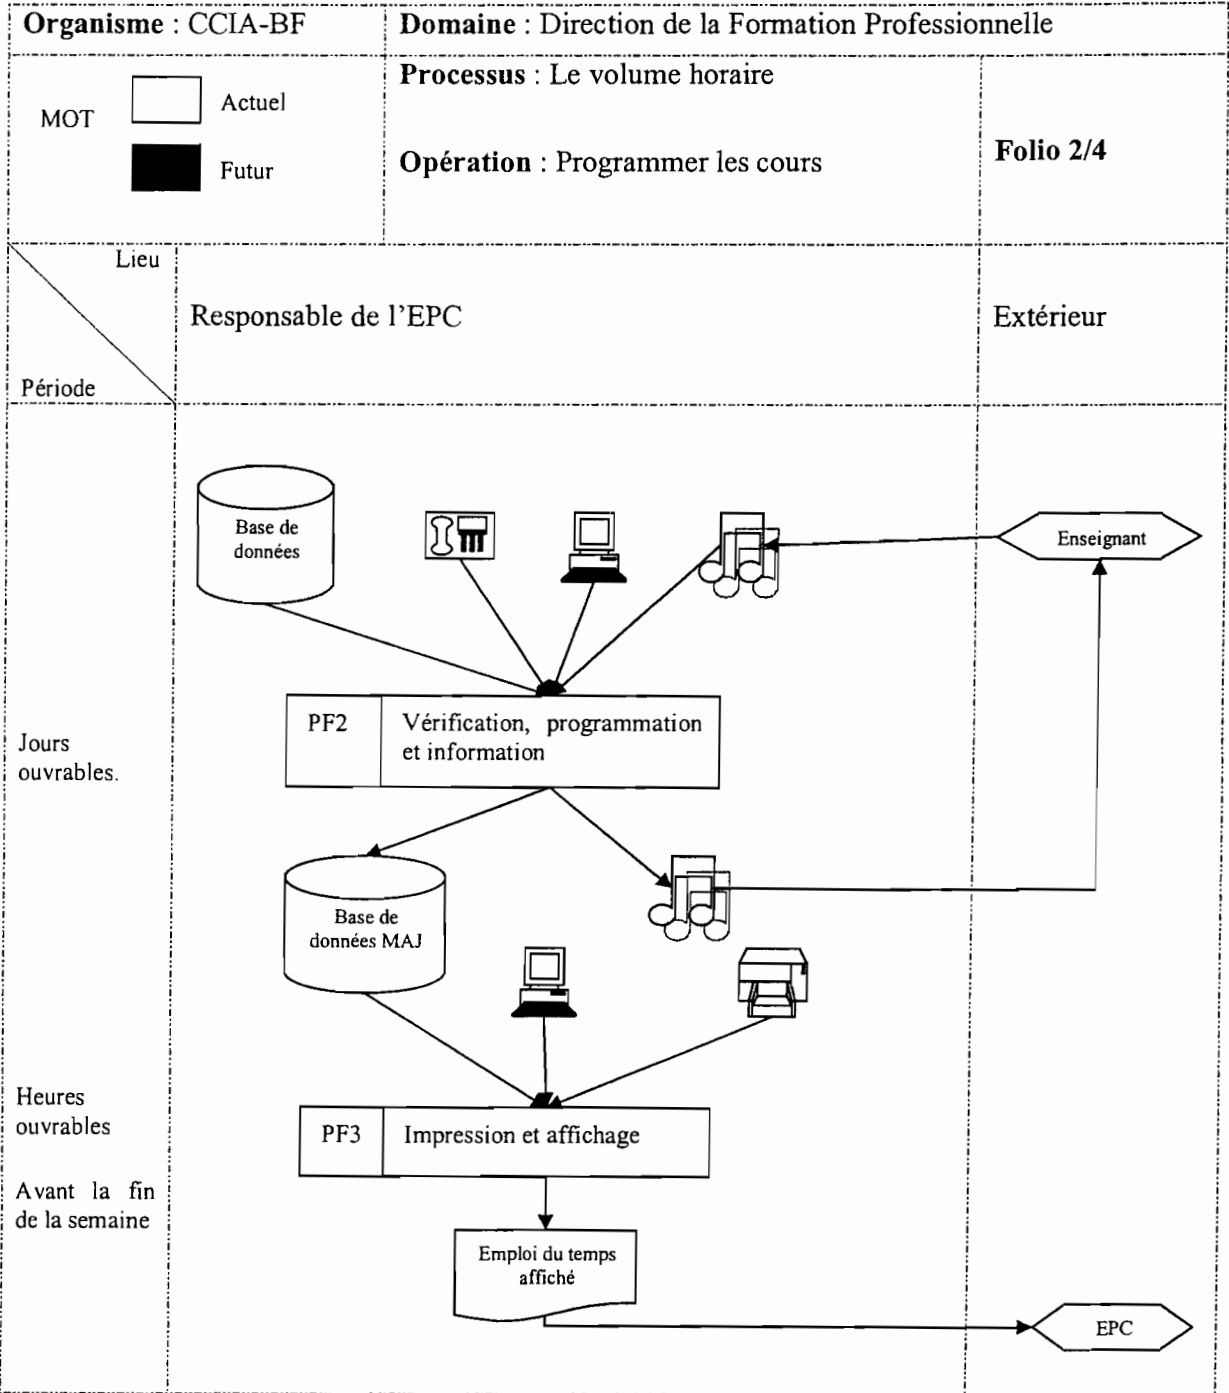 Organisme : CCIA-BF
Domaine : Direction de la Formation Professionnelle
MOT
Actuel
Futur
Processus : Le volume horaire
Opération : Programmer les cours
Folio 2/4
Lieu
Période
Responsable de l'EPC
Extérieur
Base de
données
Enseignant
PF2
Vérification, programmation
et information
Jours
ouvrables.
Base de
données MAJ
Heures
ouvrables
PF3
Impression et affichage
Avant la fin
de la semaine
Emploi du temps
affiché
EPC